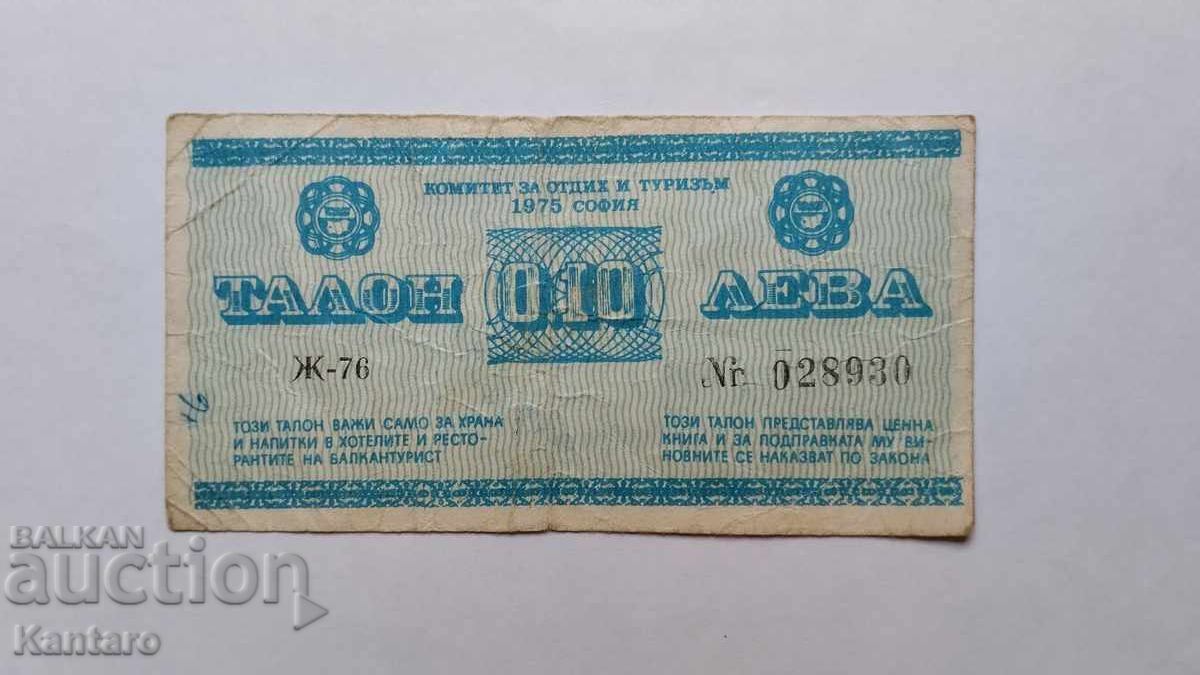 КОМИТЕТ ЗА ОТДИХ И ТУРИЗЪМ
1975 СОФИЯ
ТАЛОН 0.10 ЛЕВА
Ж-76
Nr 028930
ТОЗИ ТАЛОН ВАЖИ САМО ЗА ХРАНА
И НАПИТКИ В ХОТЕЛИТЕ И РЕСТО-
РАНТИТЕ НА БАЛКАНТУРИСТ
ТОЗИ ТАЛОН ПРЕДСТАВЛЯВА ЦЕННА
КНИГА И ЗА ПОДПРАВКАТА МУ ВИ-
НОВНИТЕ СЕ НАКАЗВАТ ПО ЗАКОНА
BALKAN
auction
Kantaro